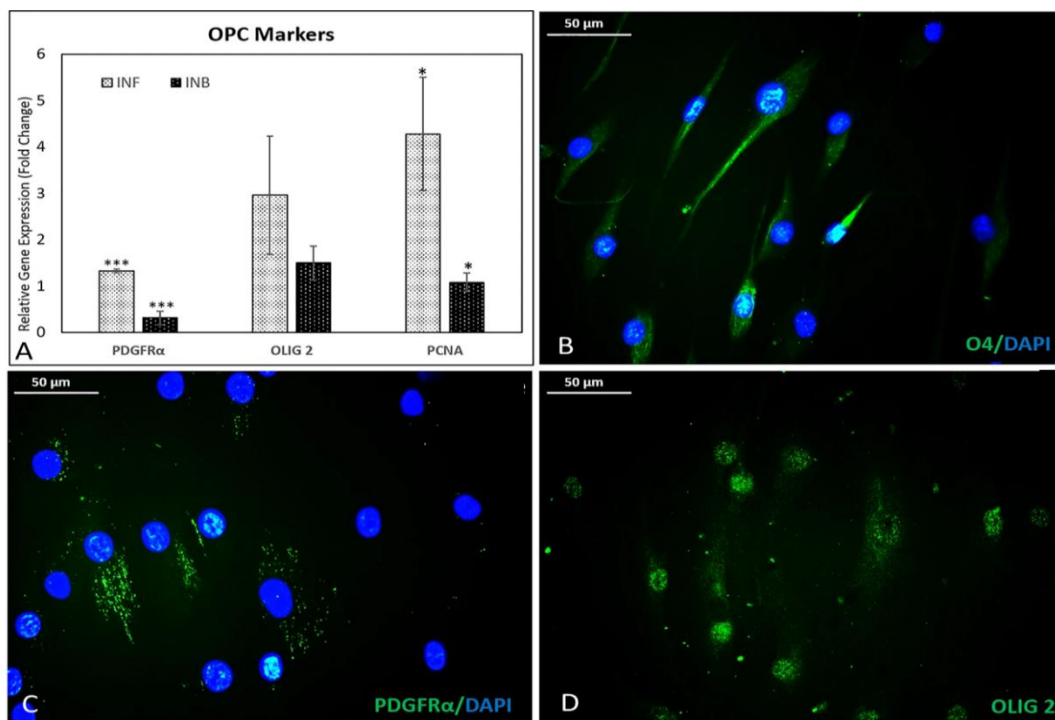 OPC Markers
Relative Gene Expression (Fold Change)
6
5
4
3
2
1
0
INF
INB
***
***
*
*
PDGFRα
OLIG 2
PCNA
A
50 µm
O4/DAPI
B
50 µm
PDGFRα/DAPI
C
50 µm
OLIG 2
D